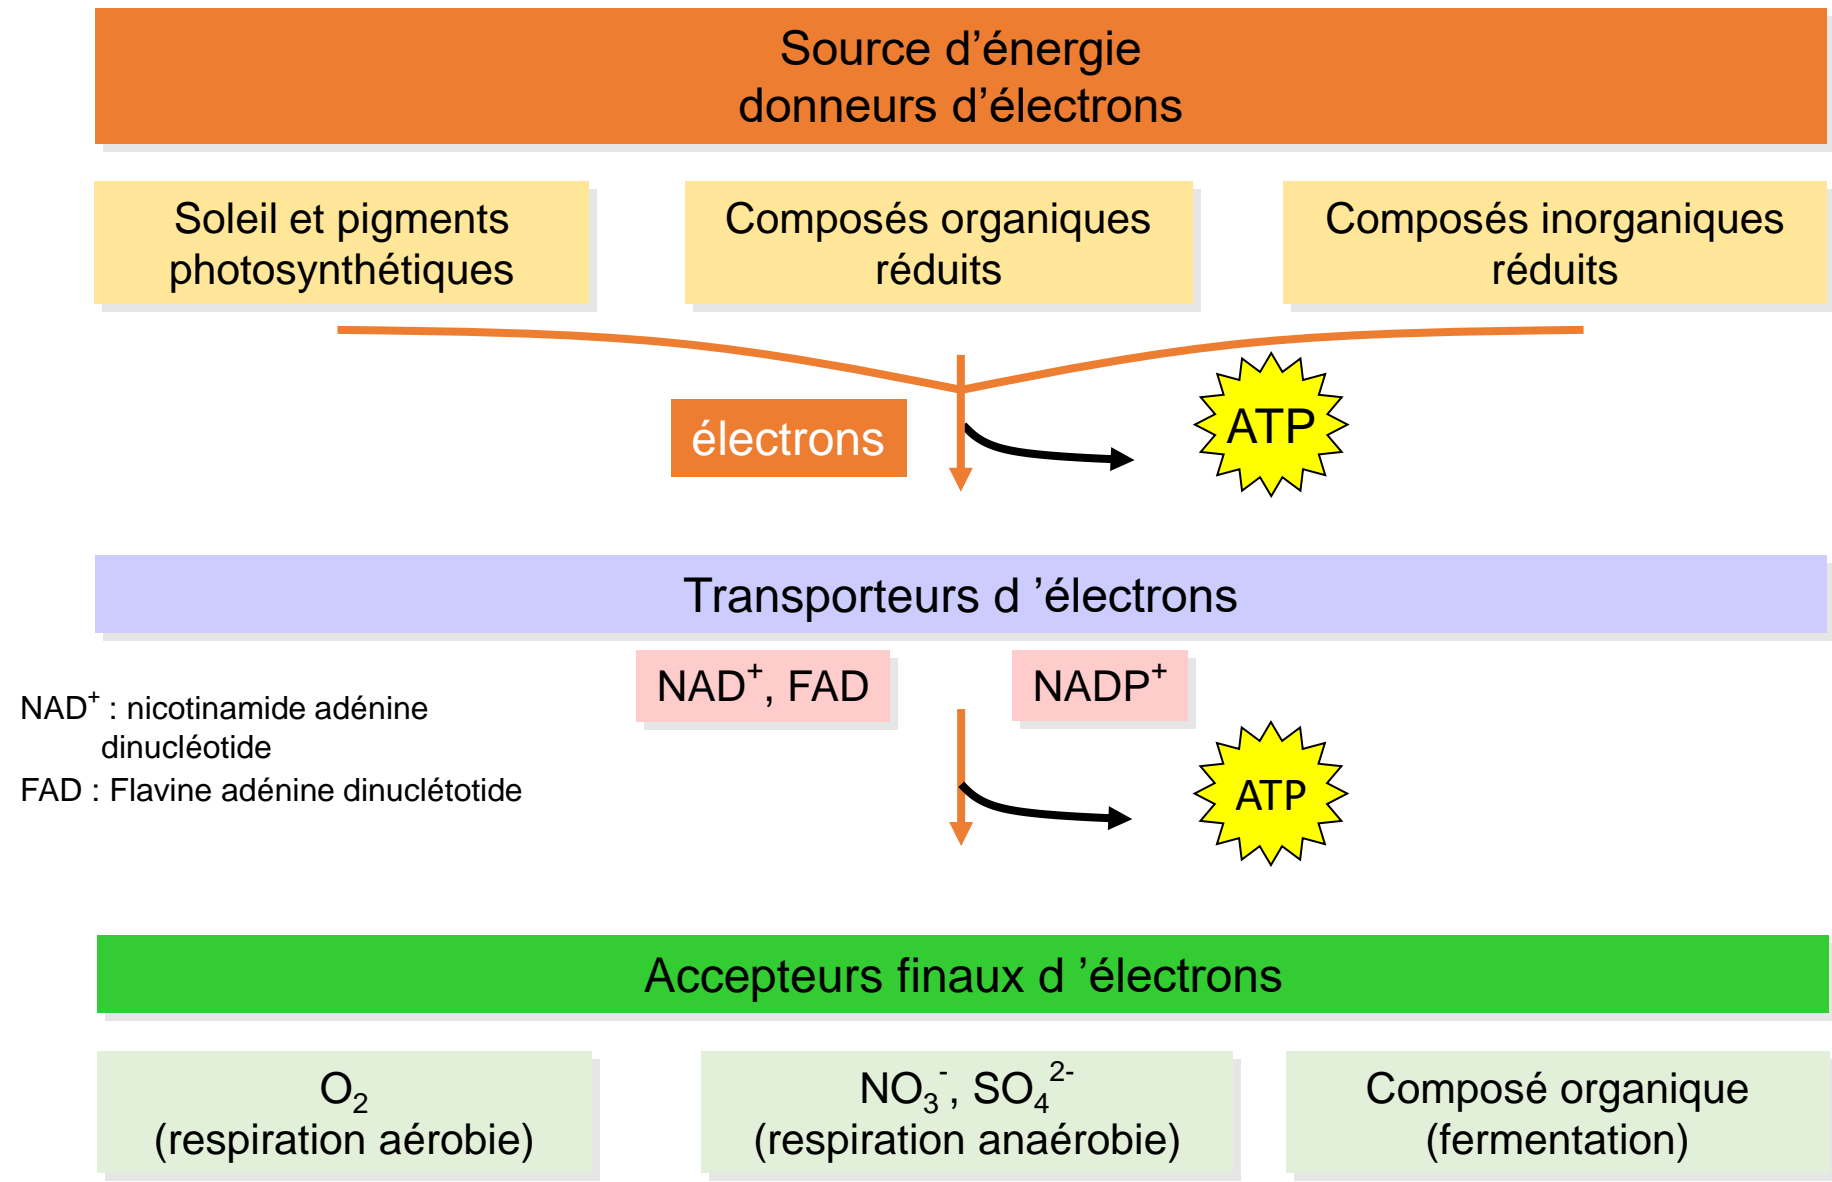 Source d’énergie
donneurs d’électrons
Soleil et pigments
photosynthétiques
Composés organiques
réduits
Composés inorganiques
réduits
électrons
ATP
Transporteurs d ’électrons
NAD⁺, FAD
NADP⁺
NAD⁺ : nicotinamide adénine
dinucléotide
FAD : Flavine adénine dinuclétotide
ATP
Accepteurs finaux d ’électrons
O₂
(respiration aérobie)
NO₃⁻, SO₄²⁻
(respiration anaérobie)
Composé organique
(fermentation)